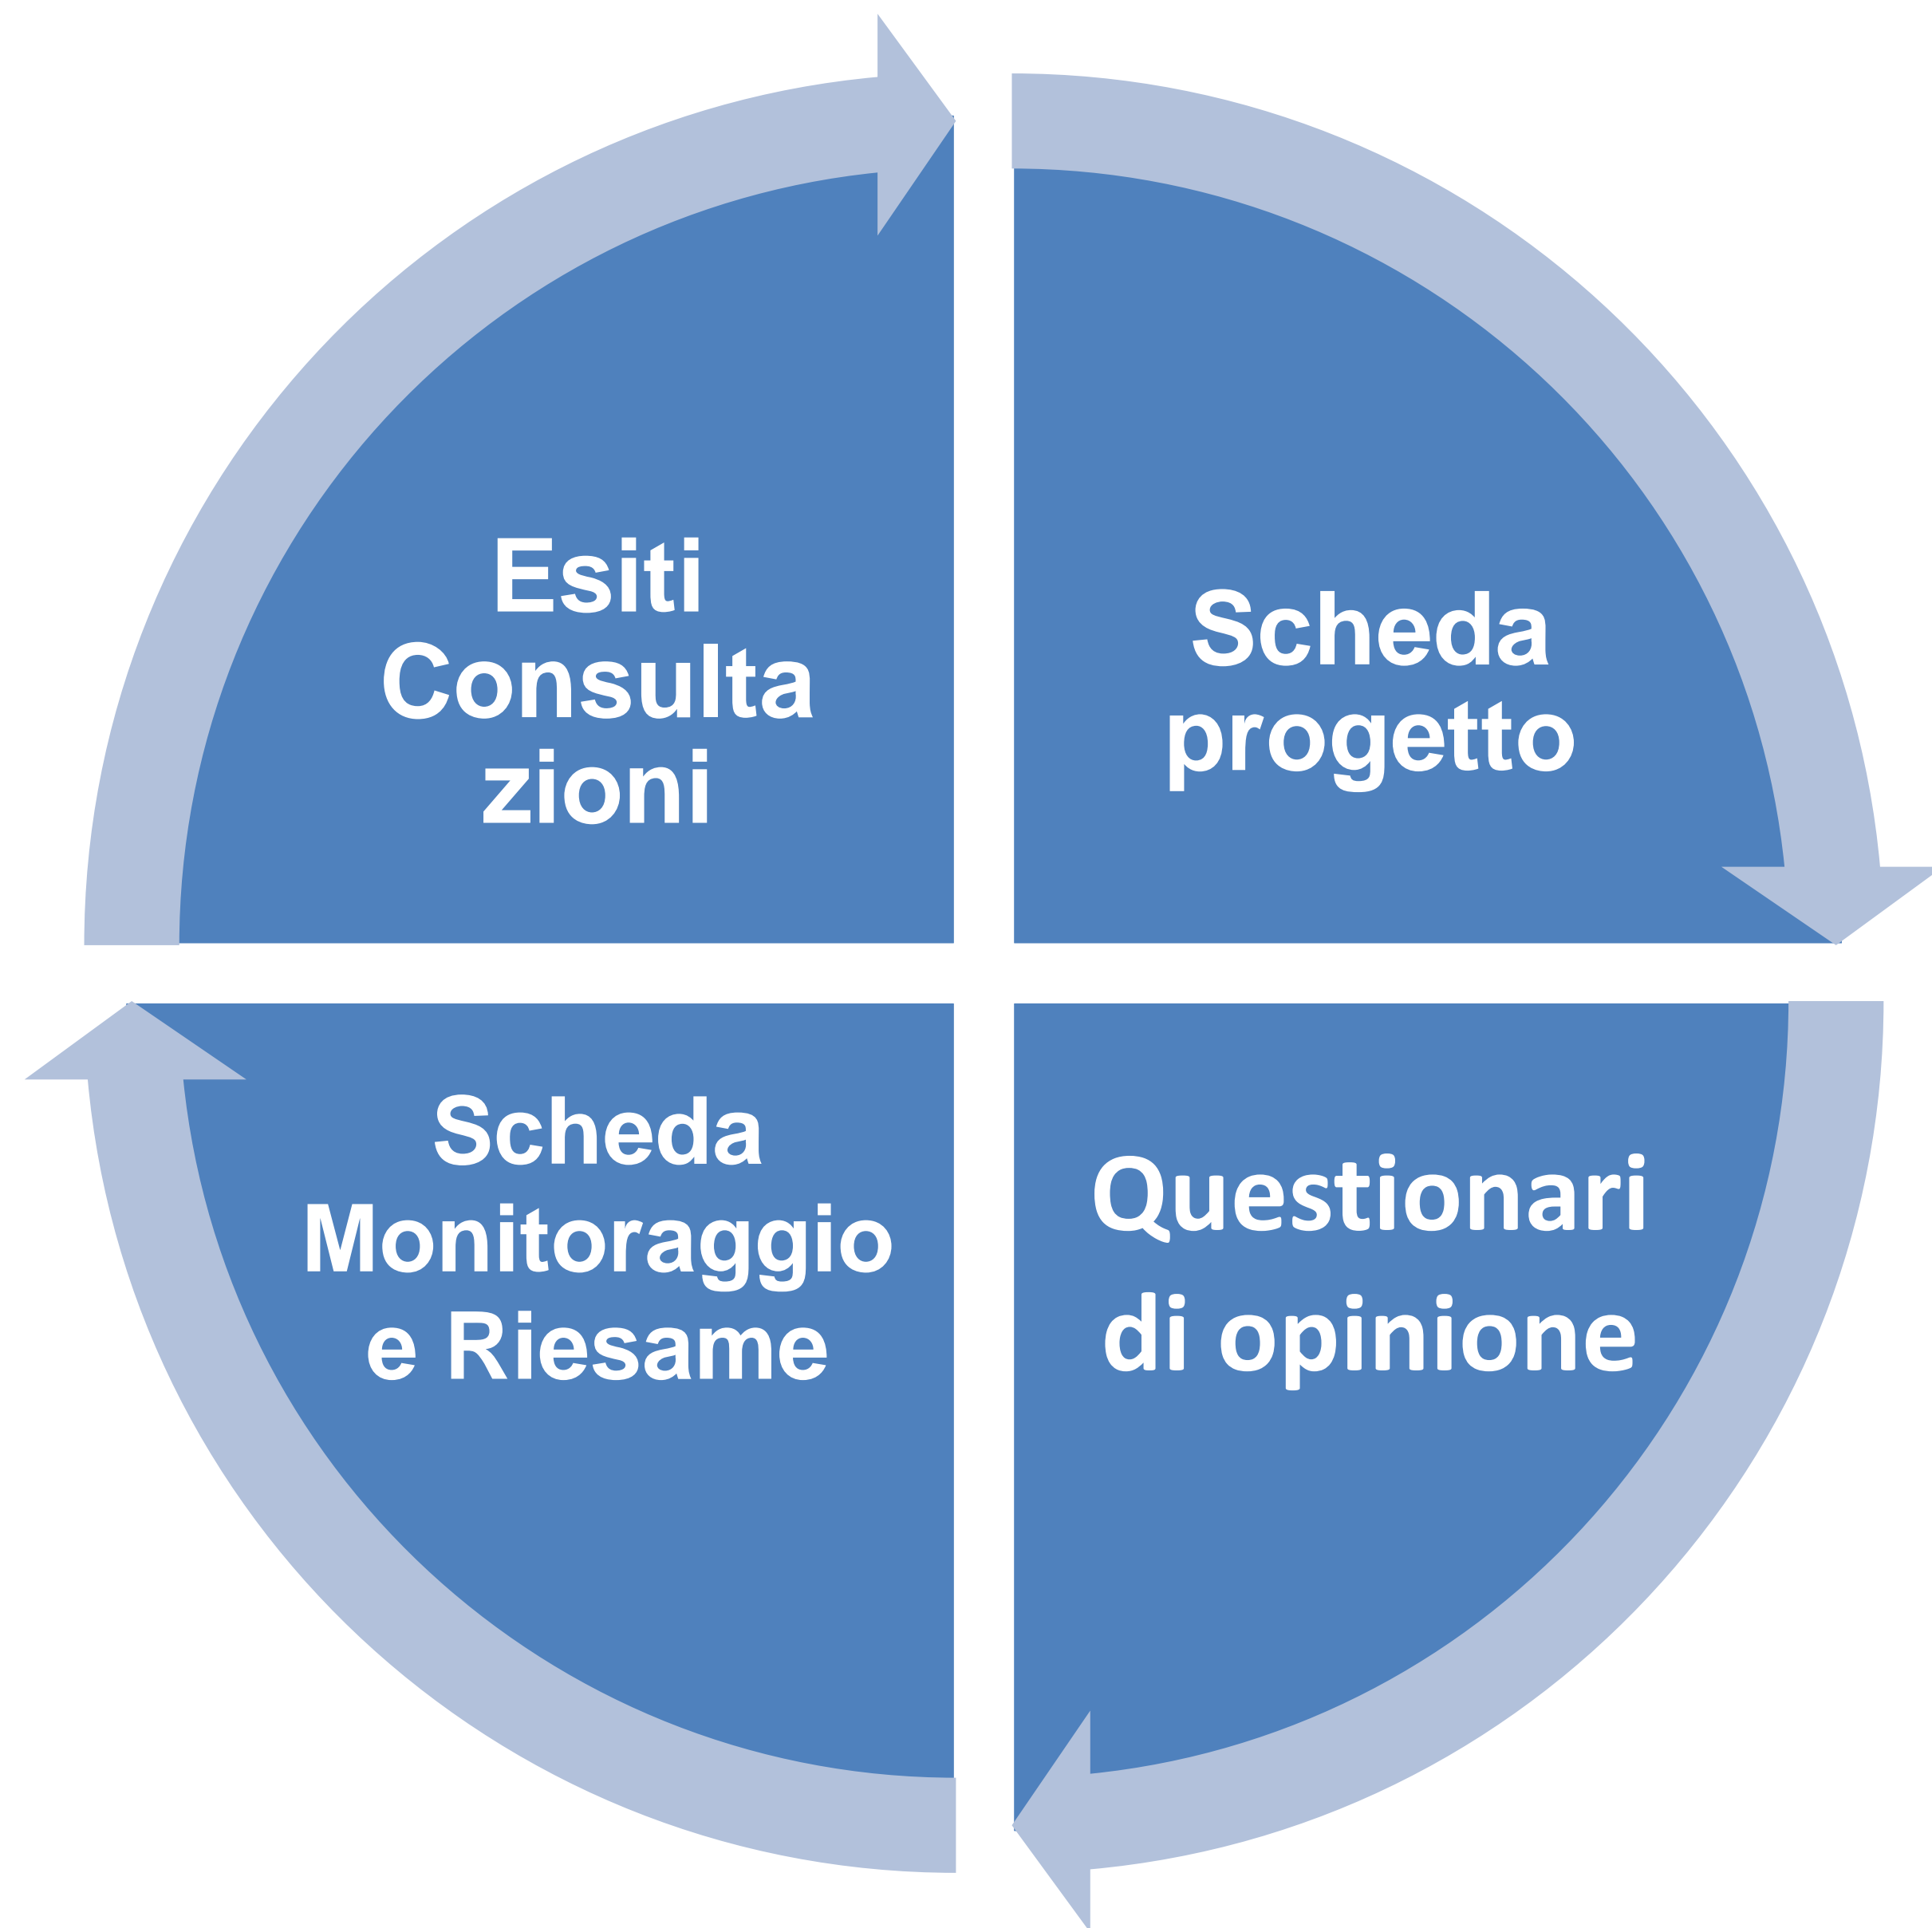 Esiti
Consulta
zioni
Scheda
progetto
Scheda
Monitoraggio
e Riesame
Questionari
di opinione